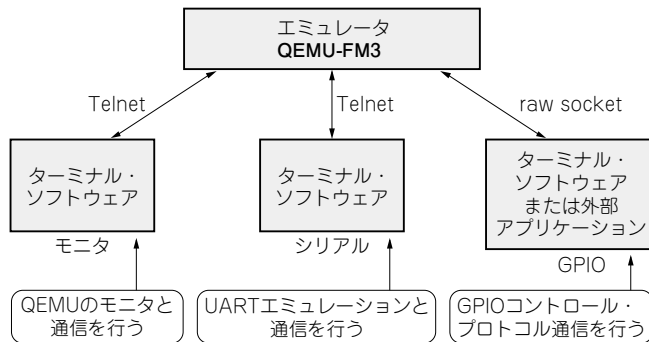 エミュレータ
QEMU-FM3
Telnet
Telnet
raw socket
ターミナル・
ソフトウェア
ターミナル・
ソフトウェア
ターミナル・
ソフトウェア
または外部
アプリケーション
モニタ
シリアル
GPIO
QEMUのモニタと
通信を行う
UARTエミュレーションと
通信を行う
GPIOコントロール・
プロトコル通信を行う